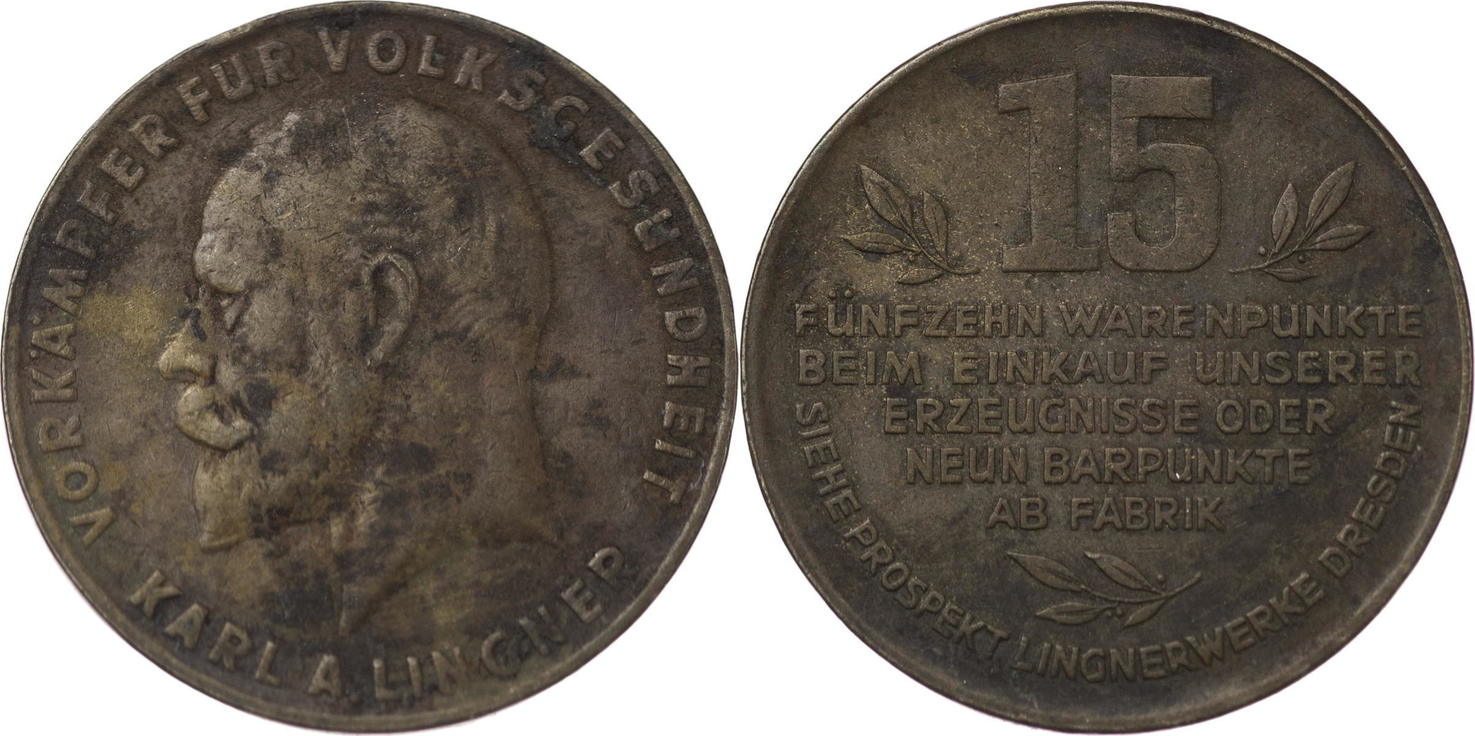 VORKÄMPFER FÜR VOLKSGESUNDHEIT
KARL A. LINGNER
15
FÜNFZEHN WARENPUNKTE
BEIM EINKAUF UNSERER
ERZEUGNISSE ODER
NEUN BARPUNKTE
AB FABRIK
SIEHE PROSPEKT LINGNERWERKE DRESDEN